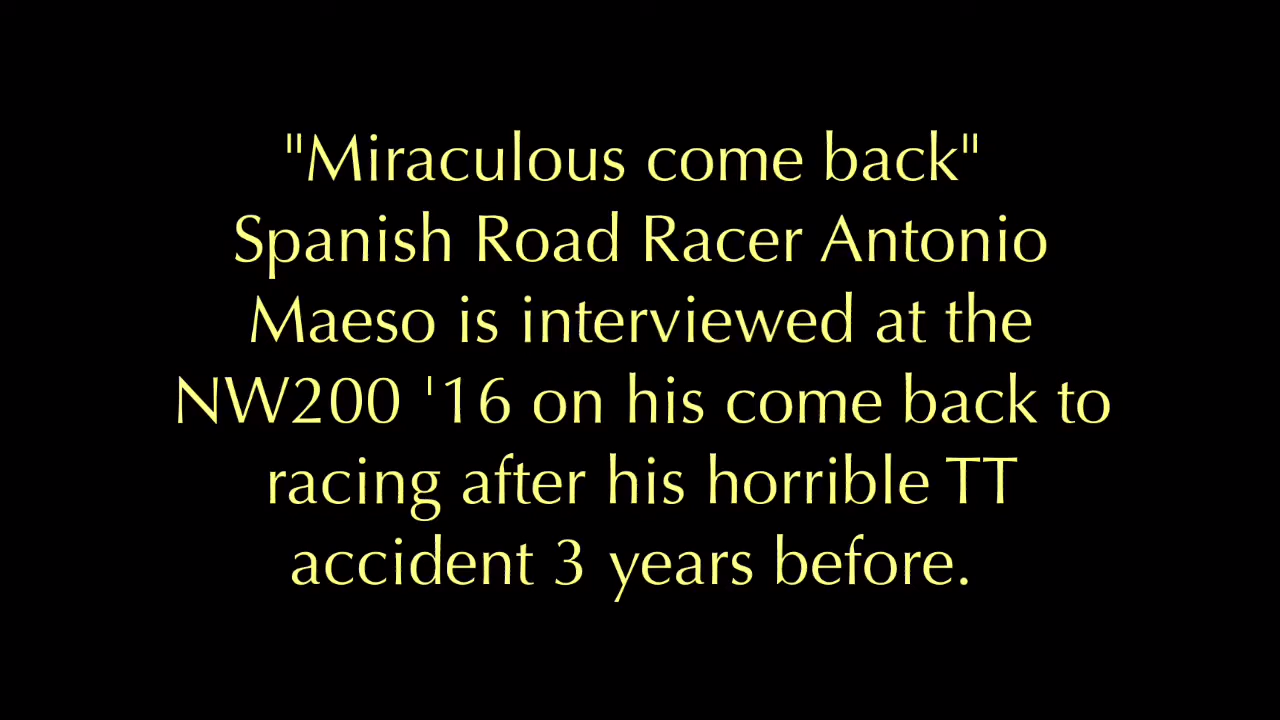 "Miraculous come back"
Spanish Road Racer Antonio
Maeso is interviewed at the
NW200 '16 on his come back to
racing after his horrible TT
accident 3 years before.